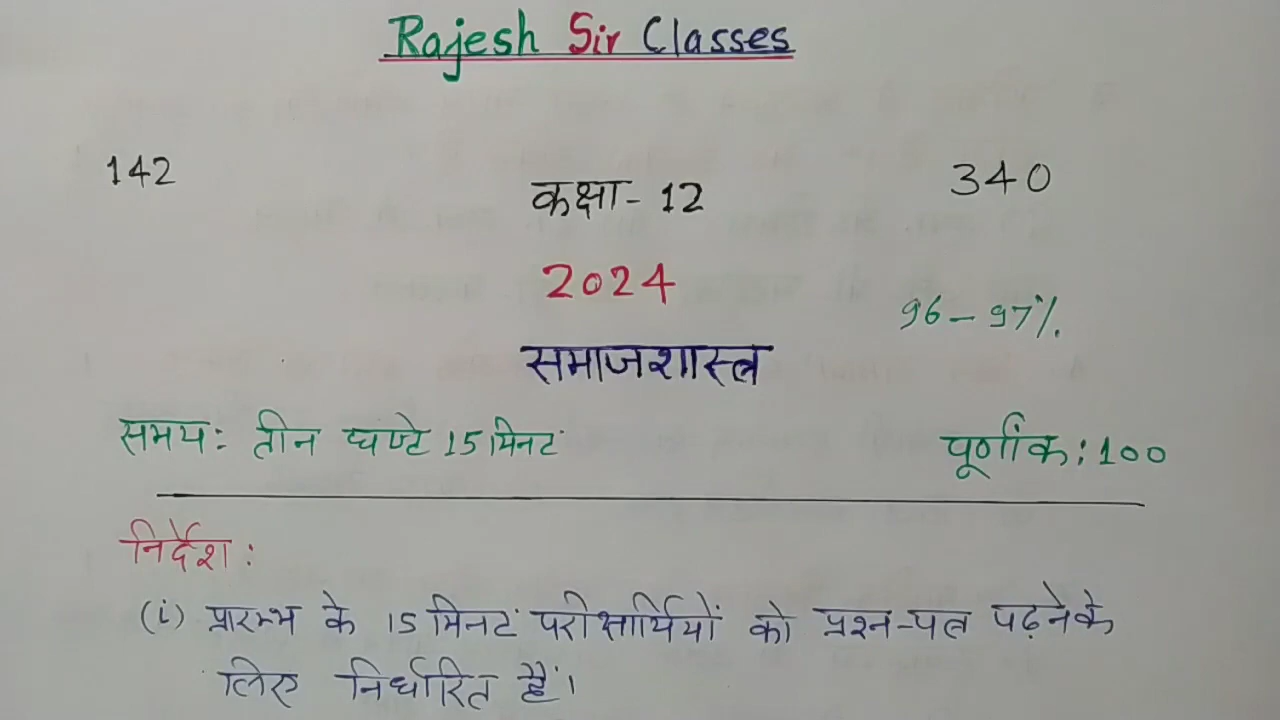 Rajesh Sir Classes
142
340
कक्षा- 12
2024
96-97%.
समाजशास्त्र
समय: तीन घण्टे 15 मिनट
पूर्णांक: 100
निर्देश:
(i) प्रारम्भ के 15 मिनट परीक्षार्थियों को प्रश्न-पत्र पढ़ने के
लिए निर्धारित हैं।